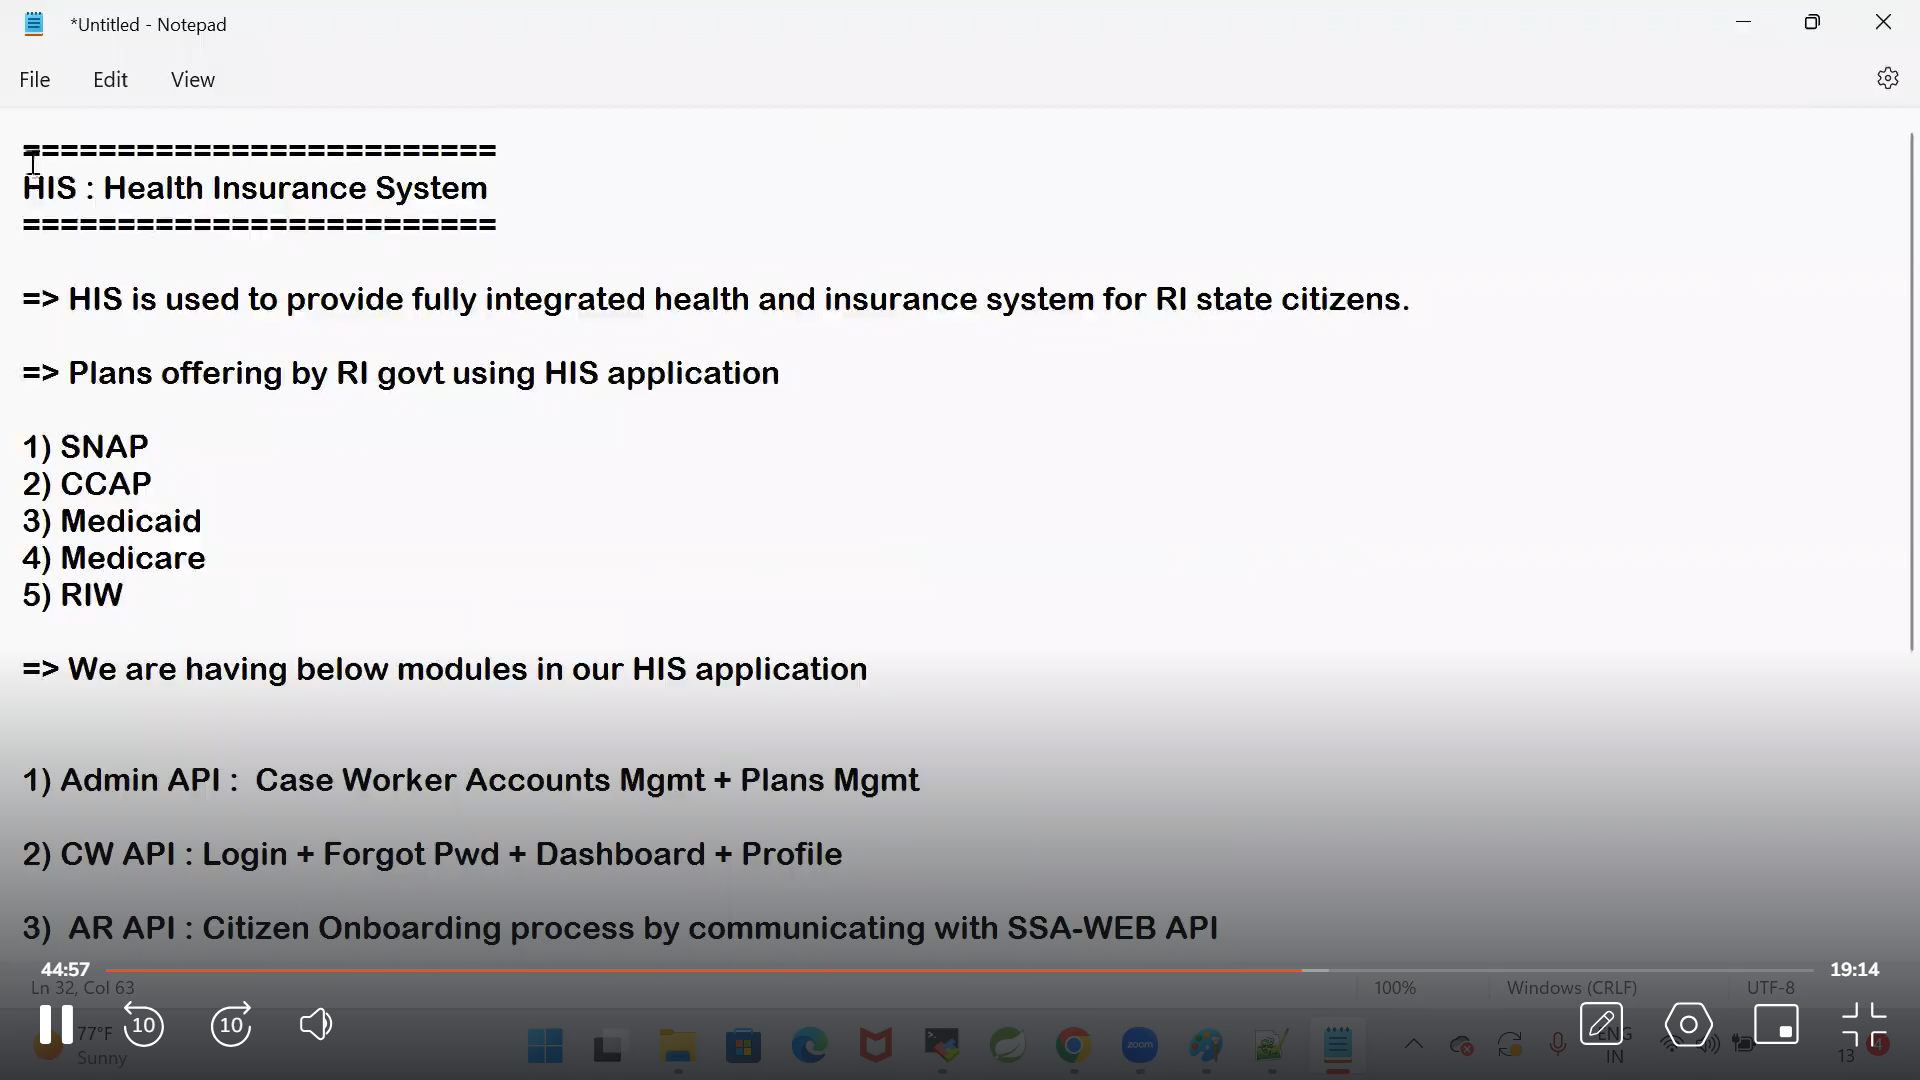 *Untitled - Notepad
File Edit View
=========================
HIS : Health Insurance System
=========================
=> HIS is used to provide fully integrated health and insurance system for RI state citizens.
=> Plans offering by RI govt using HIS application
1) SNAP
2) CCAP
3) Medicaid
4) Medicare
5) RIW
=> We are having below modules in our HIS application
1) Admin API :  Case Worker Accounts Mgmt + Plans Mgmt
2) CW API : Login + Forgot Pwd + Dashboard + Profile
3)  AR API : Citizen Onboarding process by communicating with SSA-WEB API
44:57 19:14
Ln 32, Col 63 100% Windows (CRLF) UTF-8
10 10
77°F
Sunny
zoom
ENG
IN
13 4